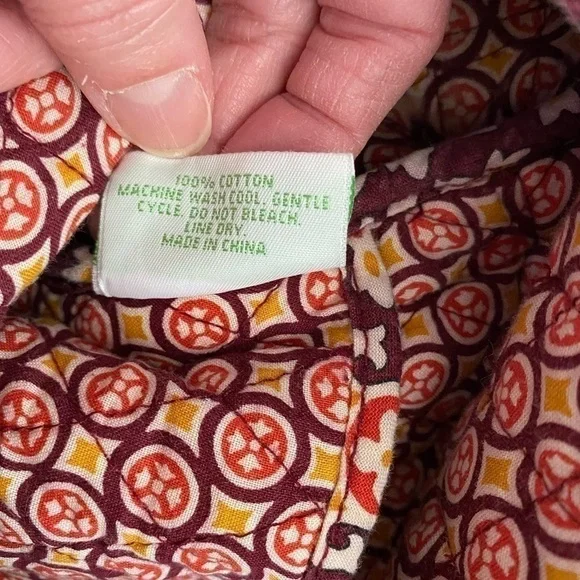 100% COTTON
MACHINE WASH COOL. GENTLE
CYCLE. DO NOT BLEACH.
LINE DRY.
MADE IN CHINA